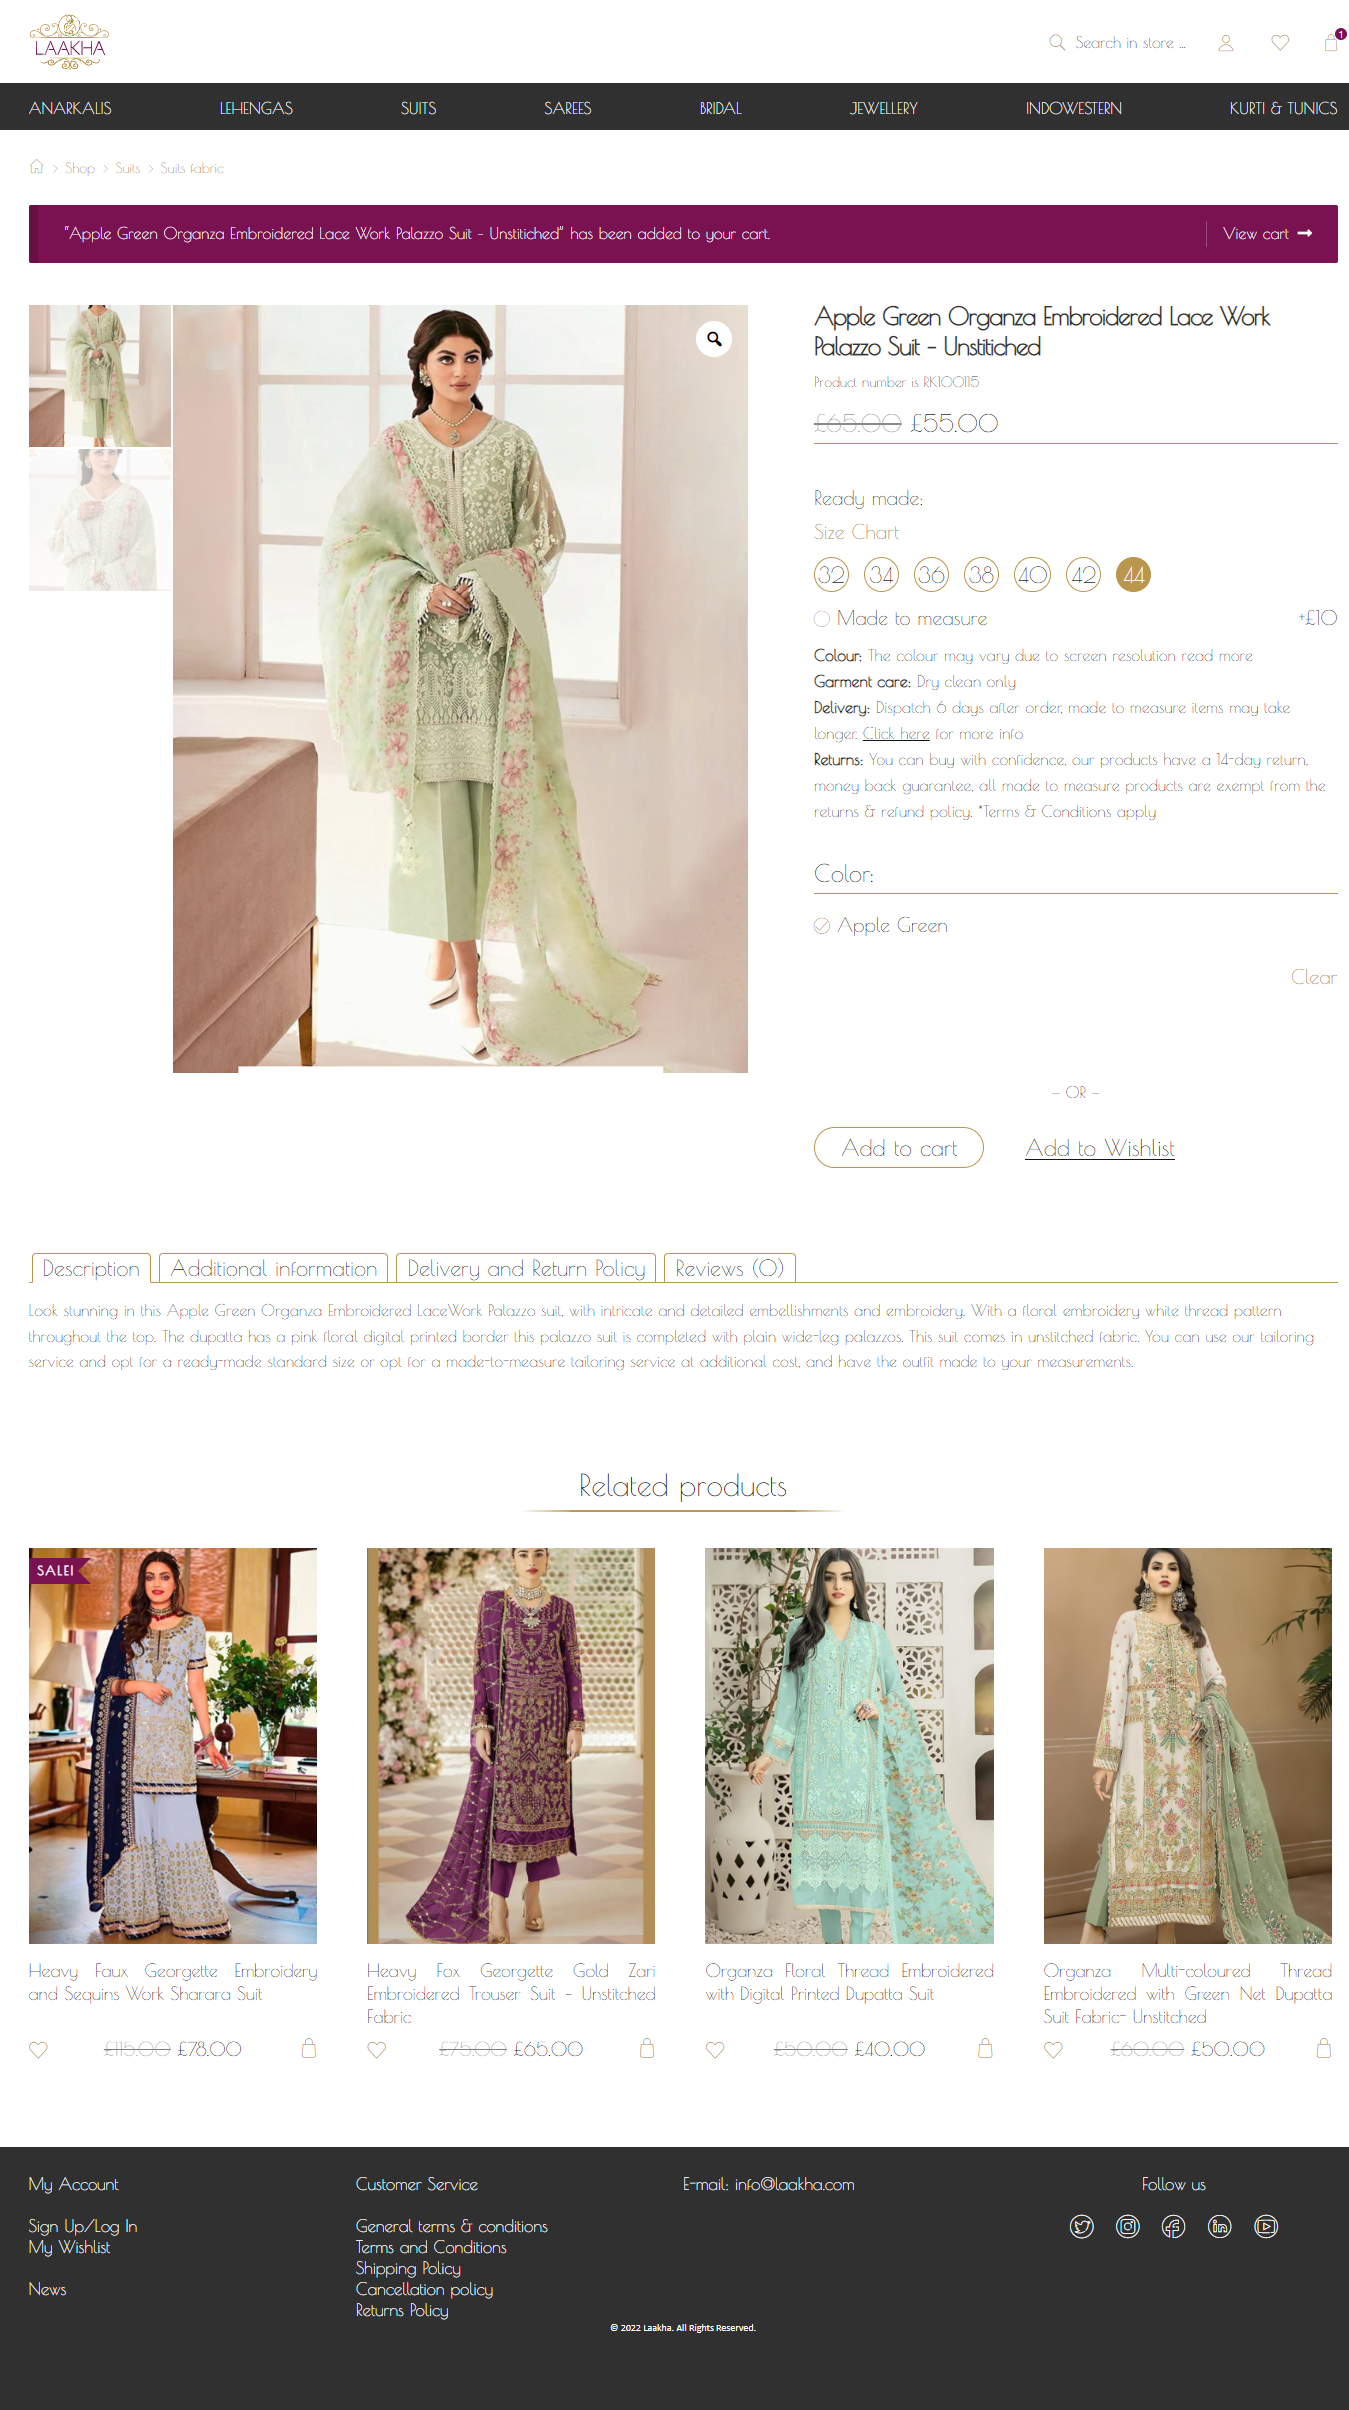 LAAKHA
Search in store ...
1
ANARKALIS
LEHENGAS
SUITS
SAREES
BRIDAL
JEWELLERY
INDOWESTERN
KURTI & TUNICS
> Shop > Suits > Suits fabric
"Apple Green Organza Embroidered Lace Work Palazzo Suit – Unstitiched" has been added to your cart.
View cart
Apple Green Organza Embroidered Lace Work
Palazzo Suit – Unstitiched
Product number is RK100115
£65.00 £55.00
Ready made:
Size Chart
32 34 36 38 40 42 44
Made to measure
+£10
Colour: The colour may vary due to screen resolution read more
Garment care: Dry clean only
Delivery: Dispatch 6 days after order, made to measure items may take
longer. Click here for more info
Returns: You can buy with confidence, our products have a 14-day return,
money back guarantee, all made to measure products are exempt from the
returns & refund policy. *Terms & Conditions apply
Color:
Apple Green
Clear
– OR –
Add to cart
Add to Wishlist
Description
Additional information
Delivery and Return Policy
Reviews (0)
Look stunning in this Apple Green Organza Embroidered LaceWork Palazzo suit, with intricate and detailed embellishments and embroidery. With a floral embroidery white thread pattern
throughout the top. The dupatta has a pink floral digital printed border this palazzo suit is completed with plain wide-leg palazzos. This suit comes in unstitched fabric. You can use our tailoring
service and opt for a ready-made standard size or opt for a made-to-measure tailoring service at additional cost, and have the outfit made to your measurements.
Related products
SALE!
Heavy Faux Georgette Embroidery
and Sequins Work Sharara Suit
£115.00 £78.00
Heavy Fox Georgette Gold Zari
Embroidered Trouser Suit – Unstitched
Fabric
£75.00 £65.00
Organza Floral Thread Embroidered
with Digital Printed Dupatta Suit
£50.00 £40.00
Organza Multi-coloured Thread
Embroidered with Green Net Dupatta
Suit Fabric- Unstitched
£60.00 £50.00
My Account
Sign Up/Log In
My Wishlist
News
Customer Service
General terms & conditions
Terms and Conditions
Shipping Policy
Cancellation policy
Returns Policy
E-mail: info@laakha.com
Follow us
© 2022 Laakha. All Rights Reserved.